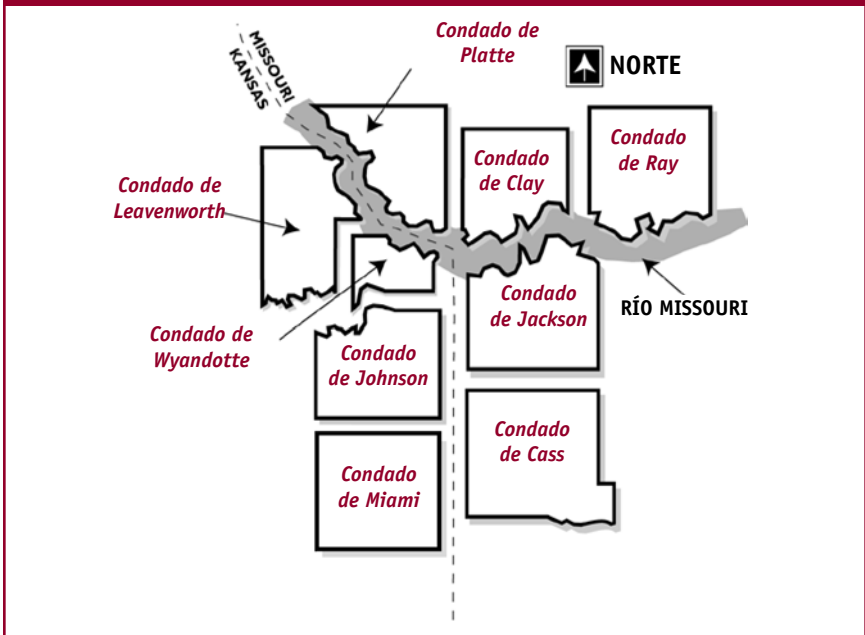 MISSOURI
KANSAS
Condado de
Platte
NORTE
Condado
de Clay
Condado
de Ray
Condado de
Leavenworth
Condado
de Jackson
RÍO MISSOURI
Condado de
Wyandotte
Condado
de Johnson
Condado
de Cass
Condado
de Miami